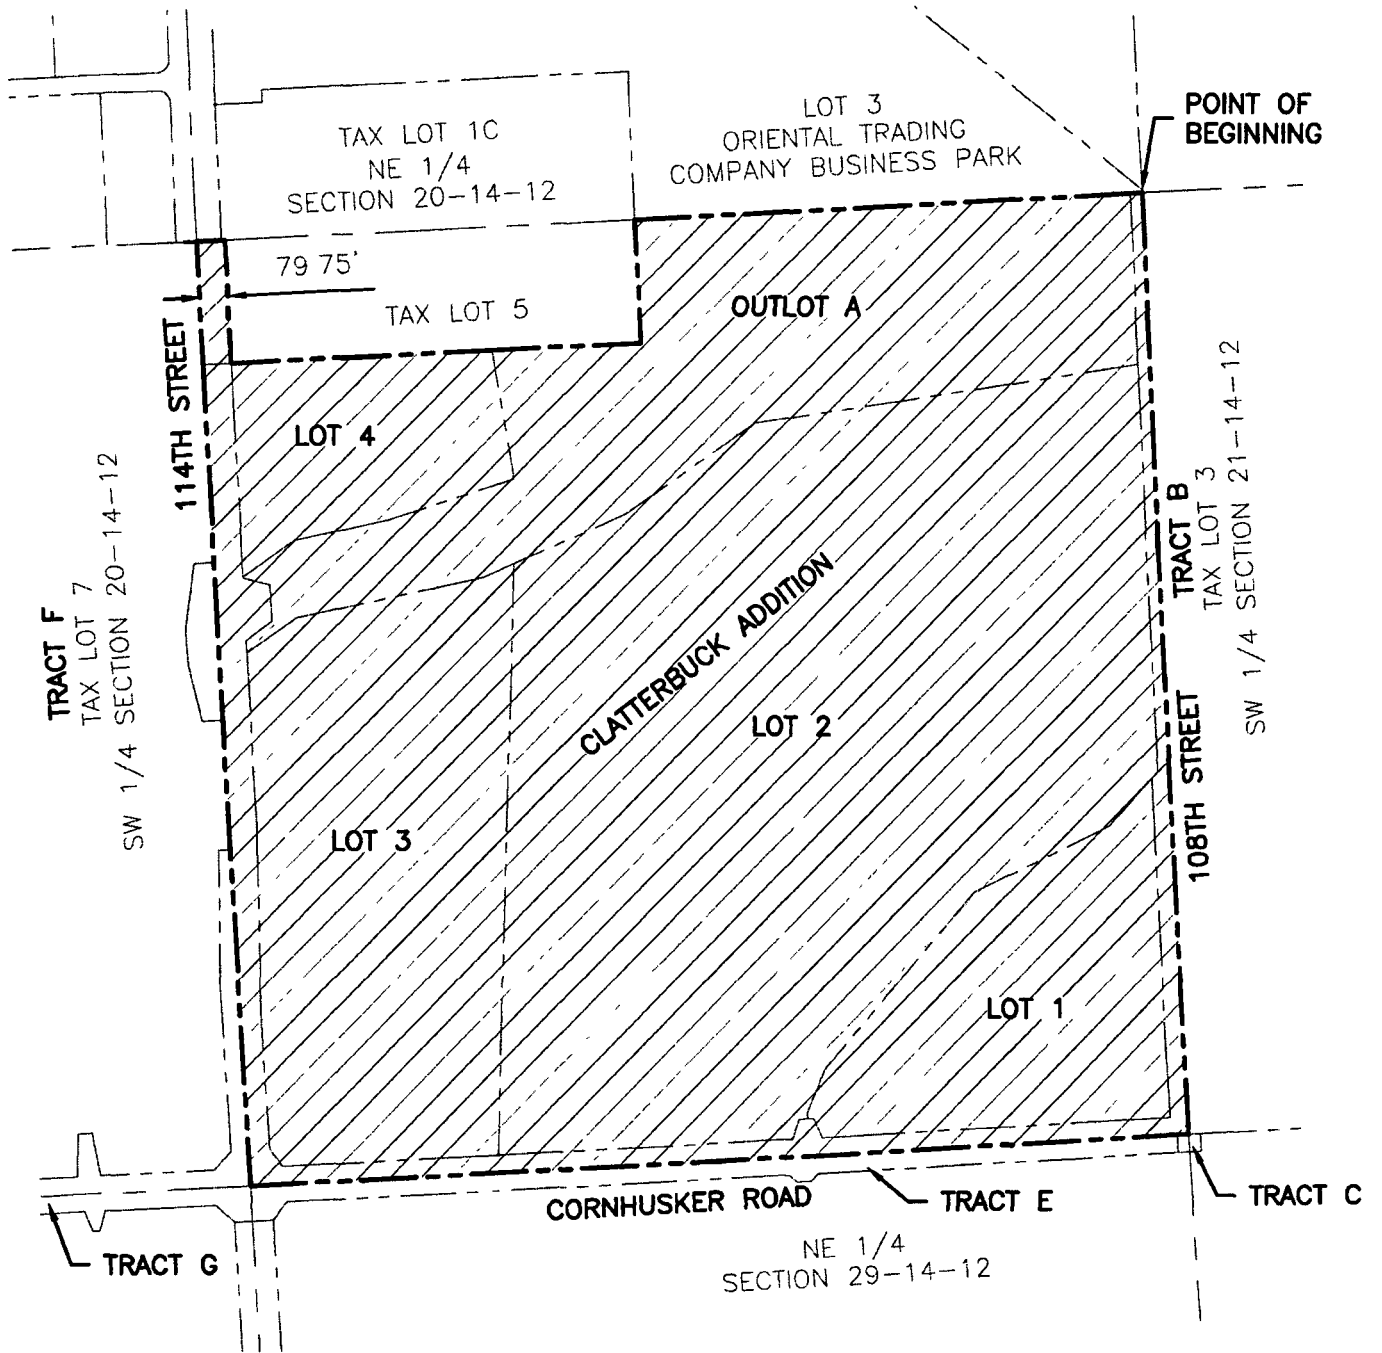 LOT 3
ORIENTAL TRADING
COMPANY BUSINESS PARK
POINT OF
BEGINNING
TAX LOT 1C
NE 1/4
SECTION 20-14-12
79 75'
TAX LOT 5
OUTLOT A
114TH STREET
LOT 4
TRACT F
TAX LOT 7
SW 1/4 SECTION 20-14-12
TRACT B
TAX LOT 3
SW 1/4 SECTION 21-14-12
CLATTERBUCK ADDITION
LOT 2
108TH STREET
LOT 3
LOT 1
CORNHUSKER ROAD
TRACT E
TRACT C
TRACT G
NE 1/4
SECTION 29-14-12